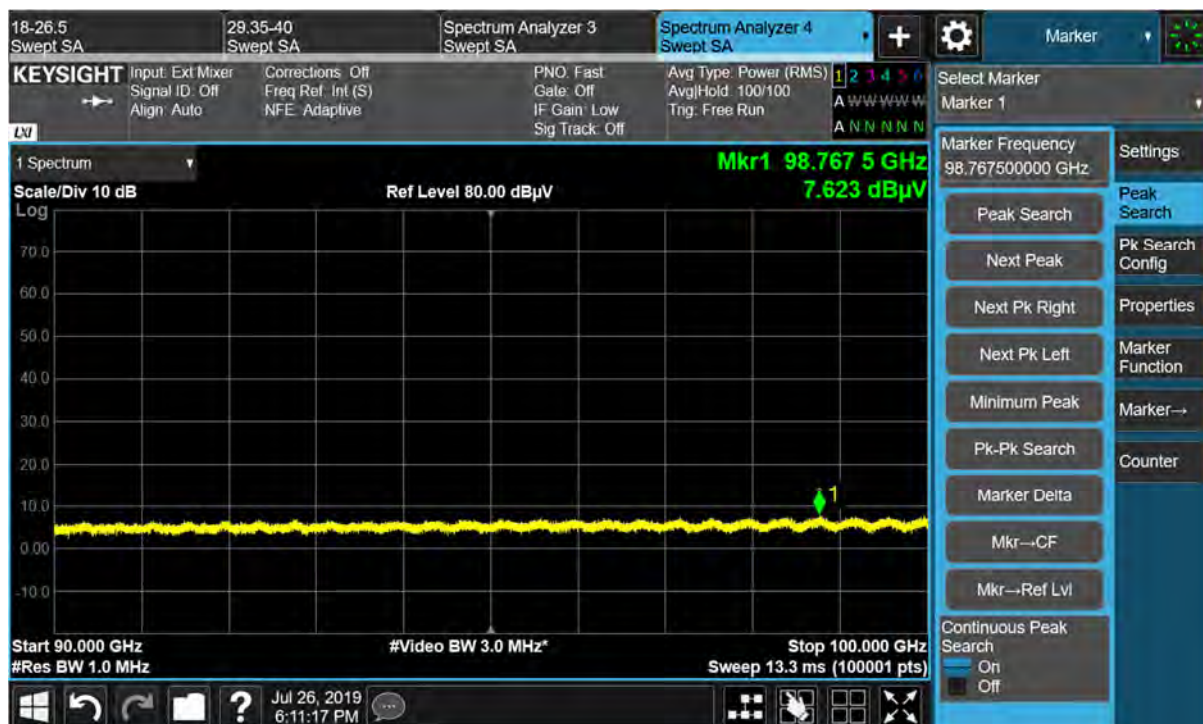 18-26.5
Swept SA
29.35-40
Swept SA
Spectrum Analyzer 3
Swept SA
Spectrum Analyzer 4
Swept SA
+
Marker
KEYSIGHT
LXI
Input: Ext Mixer
Signal ID: Off
Align: Auto
Corrections: Off
Freq Ref: Int (S)
NFE: Adaptive
PNO: Fast
Gate: Off
IF Gain: Low
Sig Track: Off
Avg Type: Power (RMS)
Avg|Hold: 100/100
Trig: Free Run
1 2 3 4 5 6
A W W W W W
A N N N N N
Select Marker
Marker 1
1 Spectrum
Mkr1 98.767 5 GHz
Scale/Div 10 dB
Ref Level 80.00 dBµV
7.623 dBµV
Log
70.0
60.0
50.0
40.0
30.0
20.0
10.0
0.00
-10.0
1
Start 90.000 GHz
#Video BW 3.0 MHz*
Stop 100.000 GHz
#Res BW 1.0 MHz
Sweep 13.3 ms (100001 pts)
Marker Frequency
98.767500000 GHz
Peak Search
Next Peak
Next Pk Right
Next Pk Left
Minimum Peak
Pk-Pk Search
Marker Delta
Mkr→CF
Mkr→Ref Lvl
Continuous Peak
Search
On
Off
Settings
Peak
Search
Pk Search
Config
Properties
Marker
Function
Marker→
Counter
?
Jul 26, 2019
6:11:17 PM